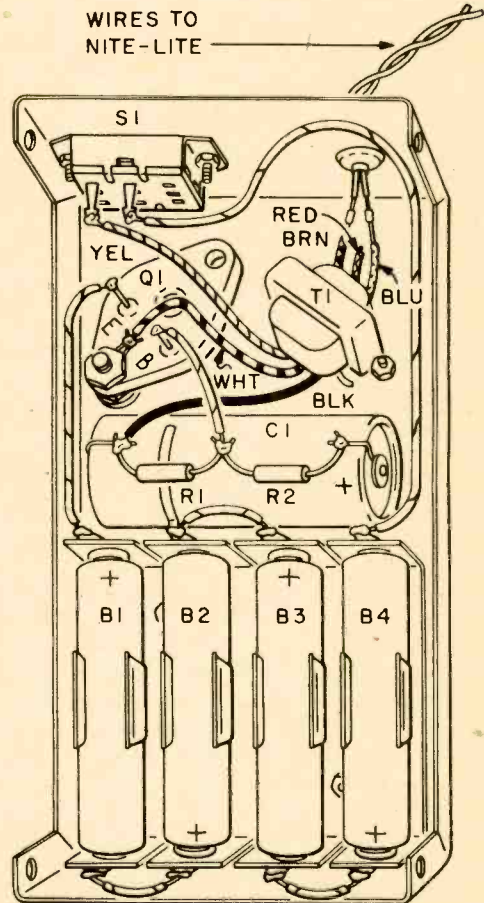 WIRES TO
NITE-LITE
S1
RED
BRN
YEL
Q1
T1
BLU
E
B
WHT
BLK
C1
R1
R2
+
+
+
B1
B2
B3
B4
+
+